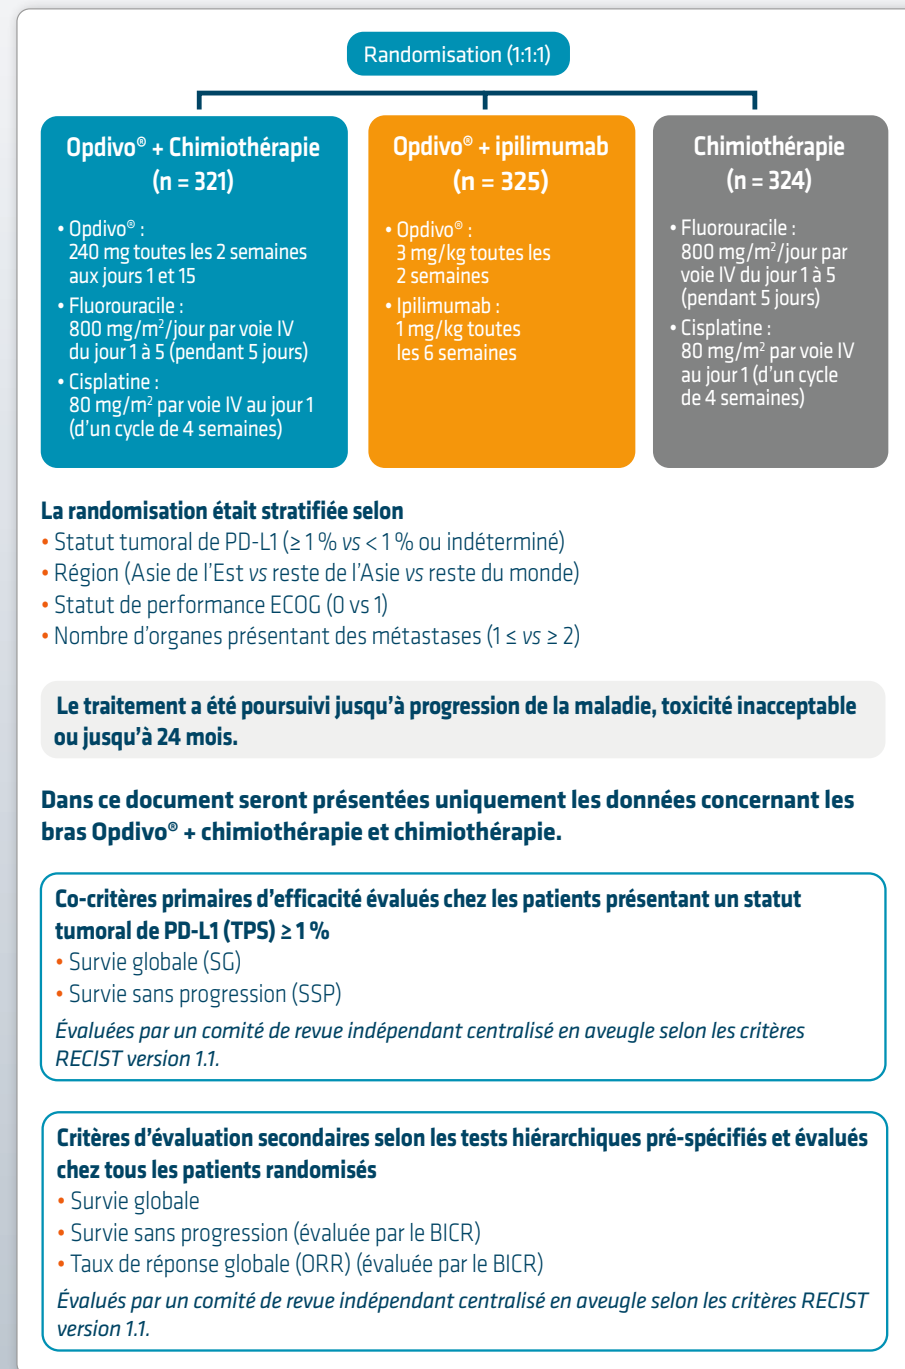 Randomisation (1:1:1)
Opdivo® + Chimiothérapie
(n = 321)
• Opdivo® :
240 mg toutes les 2 semaines
aux jours 1 et 15
• Fluorouracile :
800 mg/m²/jour par voie IV
du jour 1 à 5 (pendant 5 jours)
• Cisplatine :
80 mg/m² par voie IV au jour 1
(d'un cycle de 4 semaines)
Opdivo® + ipilimumab
(n = 325)
• Opdivo® :
3 mg/kg toutes les
2 semaines
• Ipilimumab :
1 mg/kg toutes
les 6 semaines
Chimiothérapie
(n = 324)
• Fluorouracile :
800 mg/m²/jour par
voie IV du jour 1 à 5
(pendant 5 jours)
• Cisplatine :
80 mg/m² par voie IV
au jour 1 (d'un cycle
de 4 semaines)
La randomisation était stratifiée selon
• Statut tumoral de PD-L1 (≥ 1 % vs < 1 % ou indéterminé)
• Région (Asie de l'Est vs reste de l'Asie vs reste du monde)
• Statut de performance ECOG (0 vs 1)
• Nombre d'organes présentant des métastases (1 ≤ vs ≥ 2)
Le traitement a été poursuivi jusqu'à progression de la maladie, toxicité inacceptable
ou jusqu'à 24 mois.
Dans ce document seront présentées uniquement les données concernant les
bras Opdivo® + chimiothérapie et chimiothérapie.
Co-critères primaires d'efficacité évalués chez les patients présentant un statut
tumoral de PD-L1 (TPS) ≥ 1 %
• Survie globale (SG)
• Survie sans progression (SSP)
Évaluées par un comité de revue indépendant centralisé en aveugle selon les critères
RECIST version 1.1.
Critères d'évaluation secondaires selon les tests hiérarchiques pré-spécifiés et évalués
chez tous les patients randomisés
• Survie globale
• Survie sans progression (évaluée par le BICR)
• Taux de réponse globale (ORR) (évaluée par le BICR)
Évalués par un comité de revue indépendant centralisé en aveugle selon les critères RECIST
version 1.1.